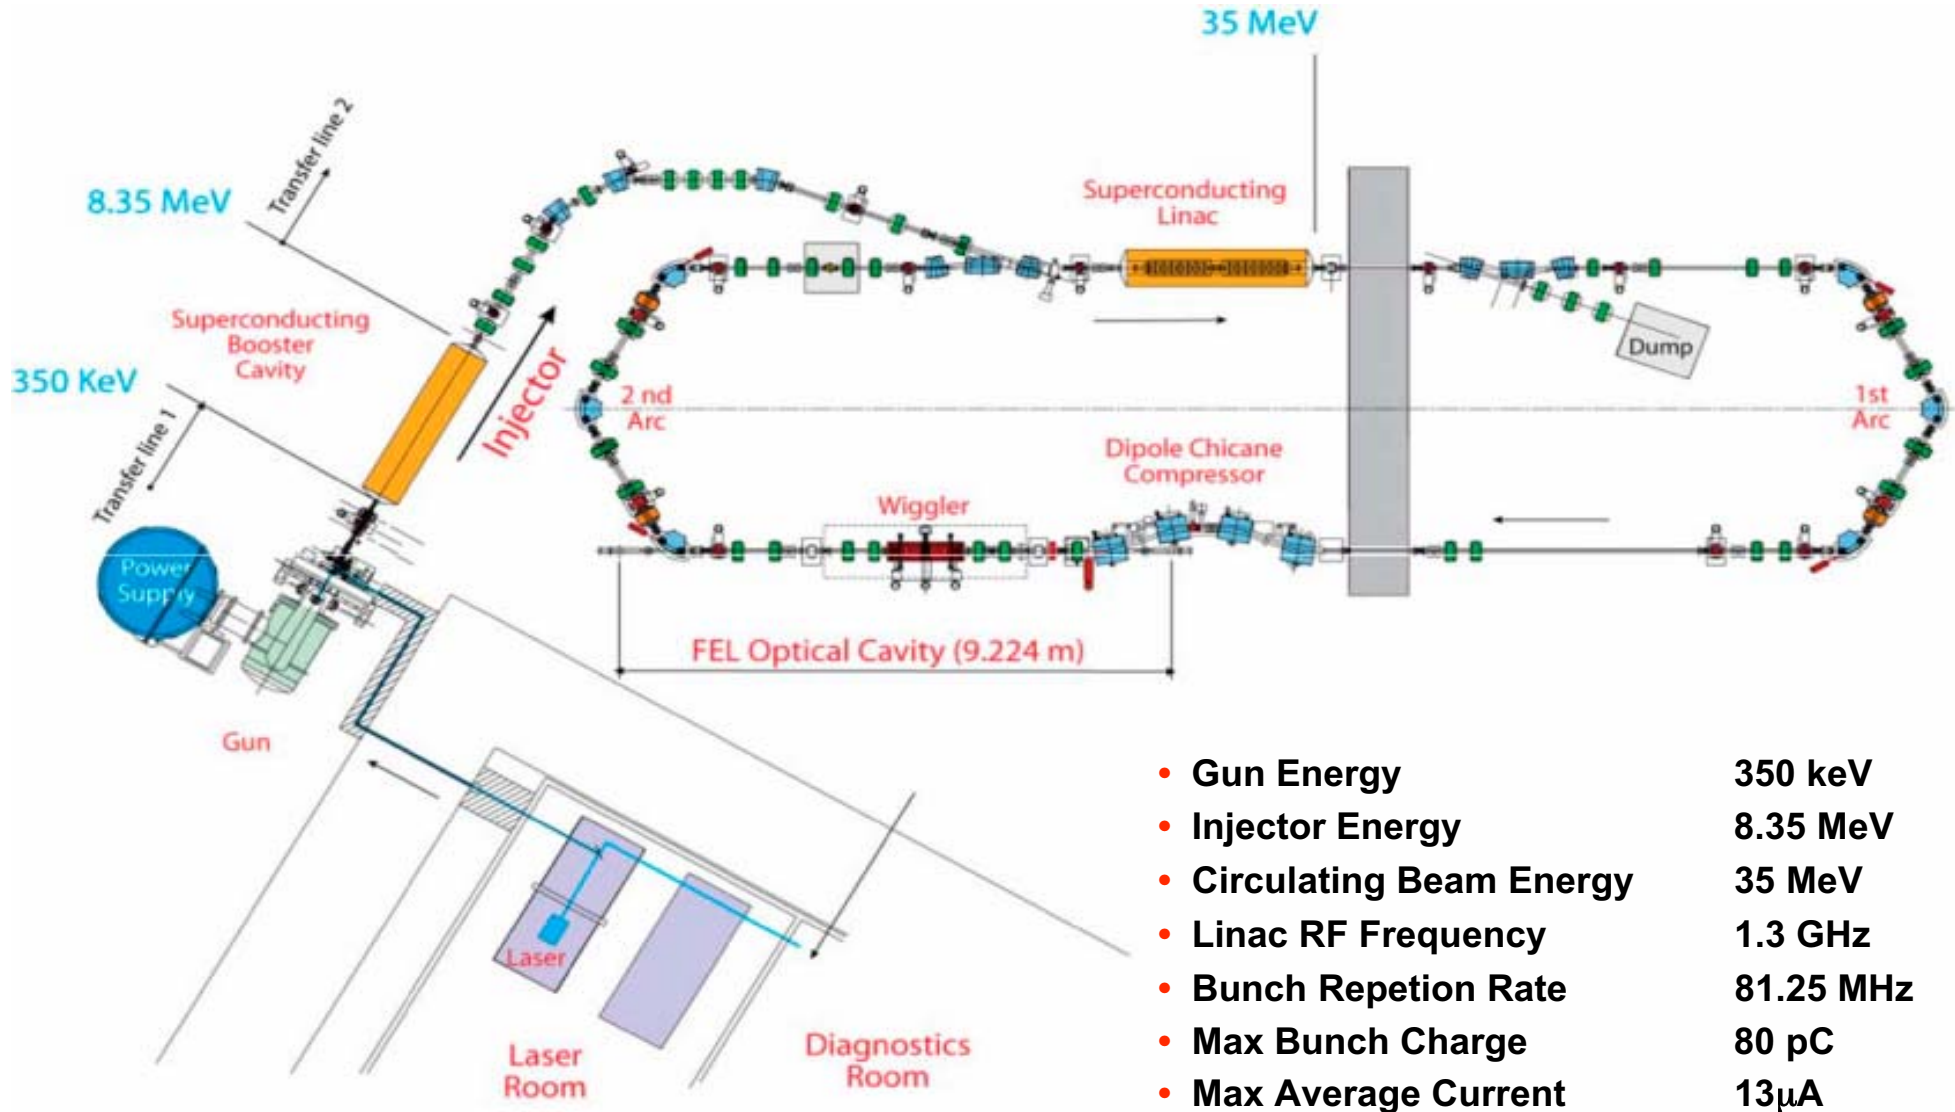 35 MeV
Transfer line 2
8.35 MeV
Superconducting
Linac
Superconducting
Booster
Cavity
350 KeV
Transfer line 1
Injector
2 nd
Arc
Dump
1st
Arc
Dipole Chicane
Compressor
Wiggler
Power
Supply
FEL Optical Cavity (9.224 m)
Gun
Laser
Laser
Room
Diagnostics
Room
• Gun Energy 350 keV
• Injector Energy 8.35 MeV
• Circulating Beam Energy 35 MeV
• Linac RF Frequency 1.3 GHz
• Bunch Repetion Rate 81.25 MHz
• Max Bunch Charge 80 pC
• Max Average Current 13μA